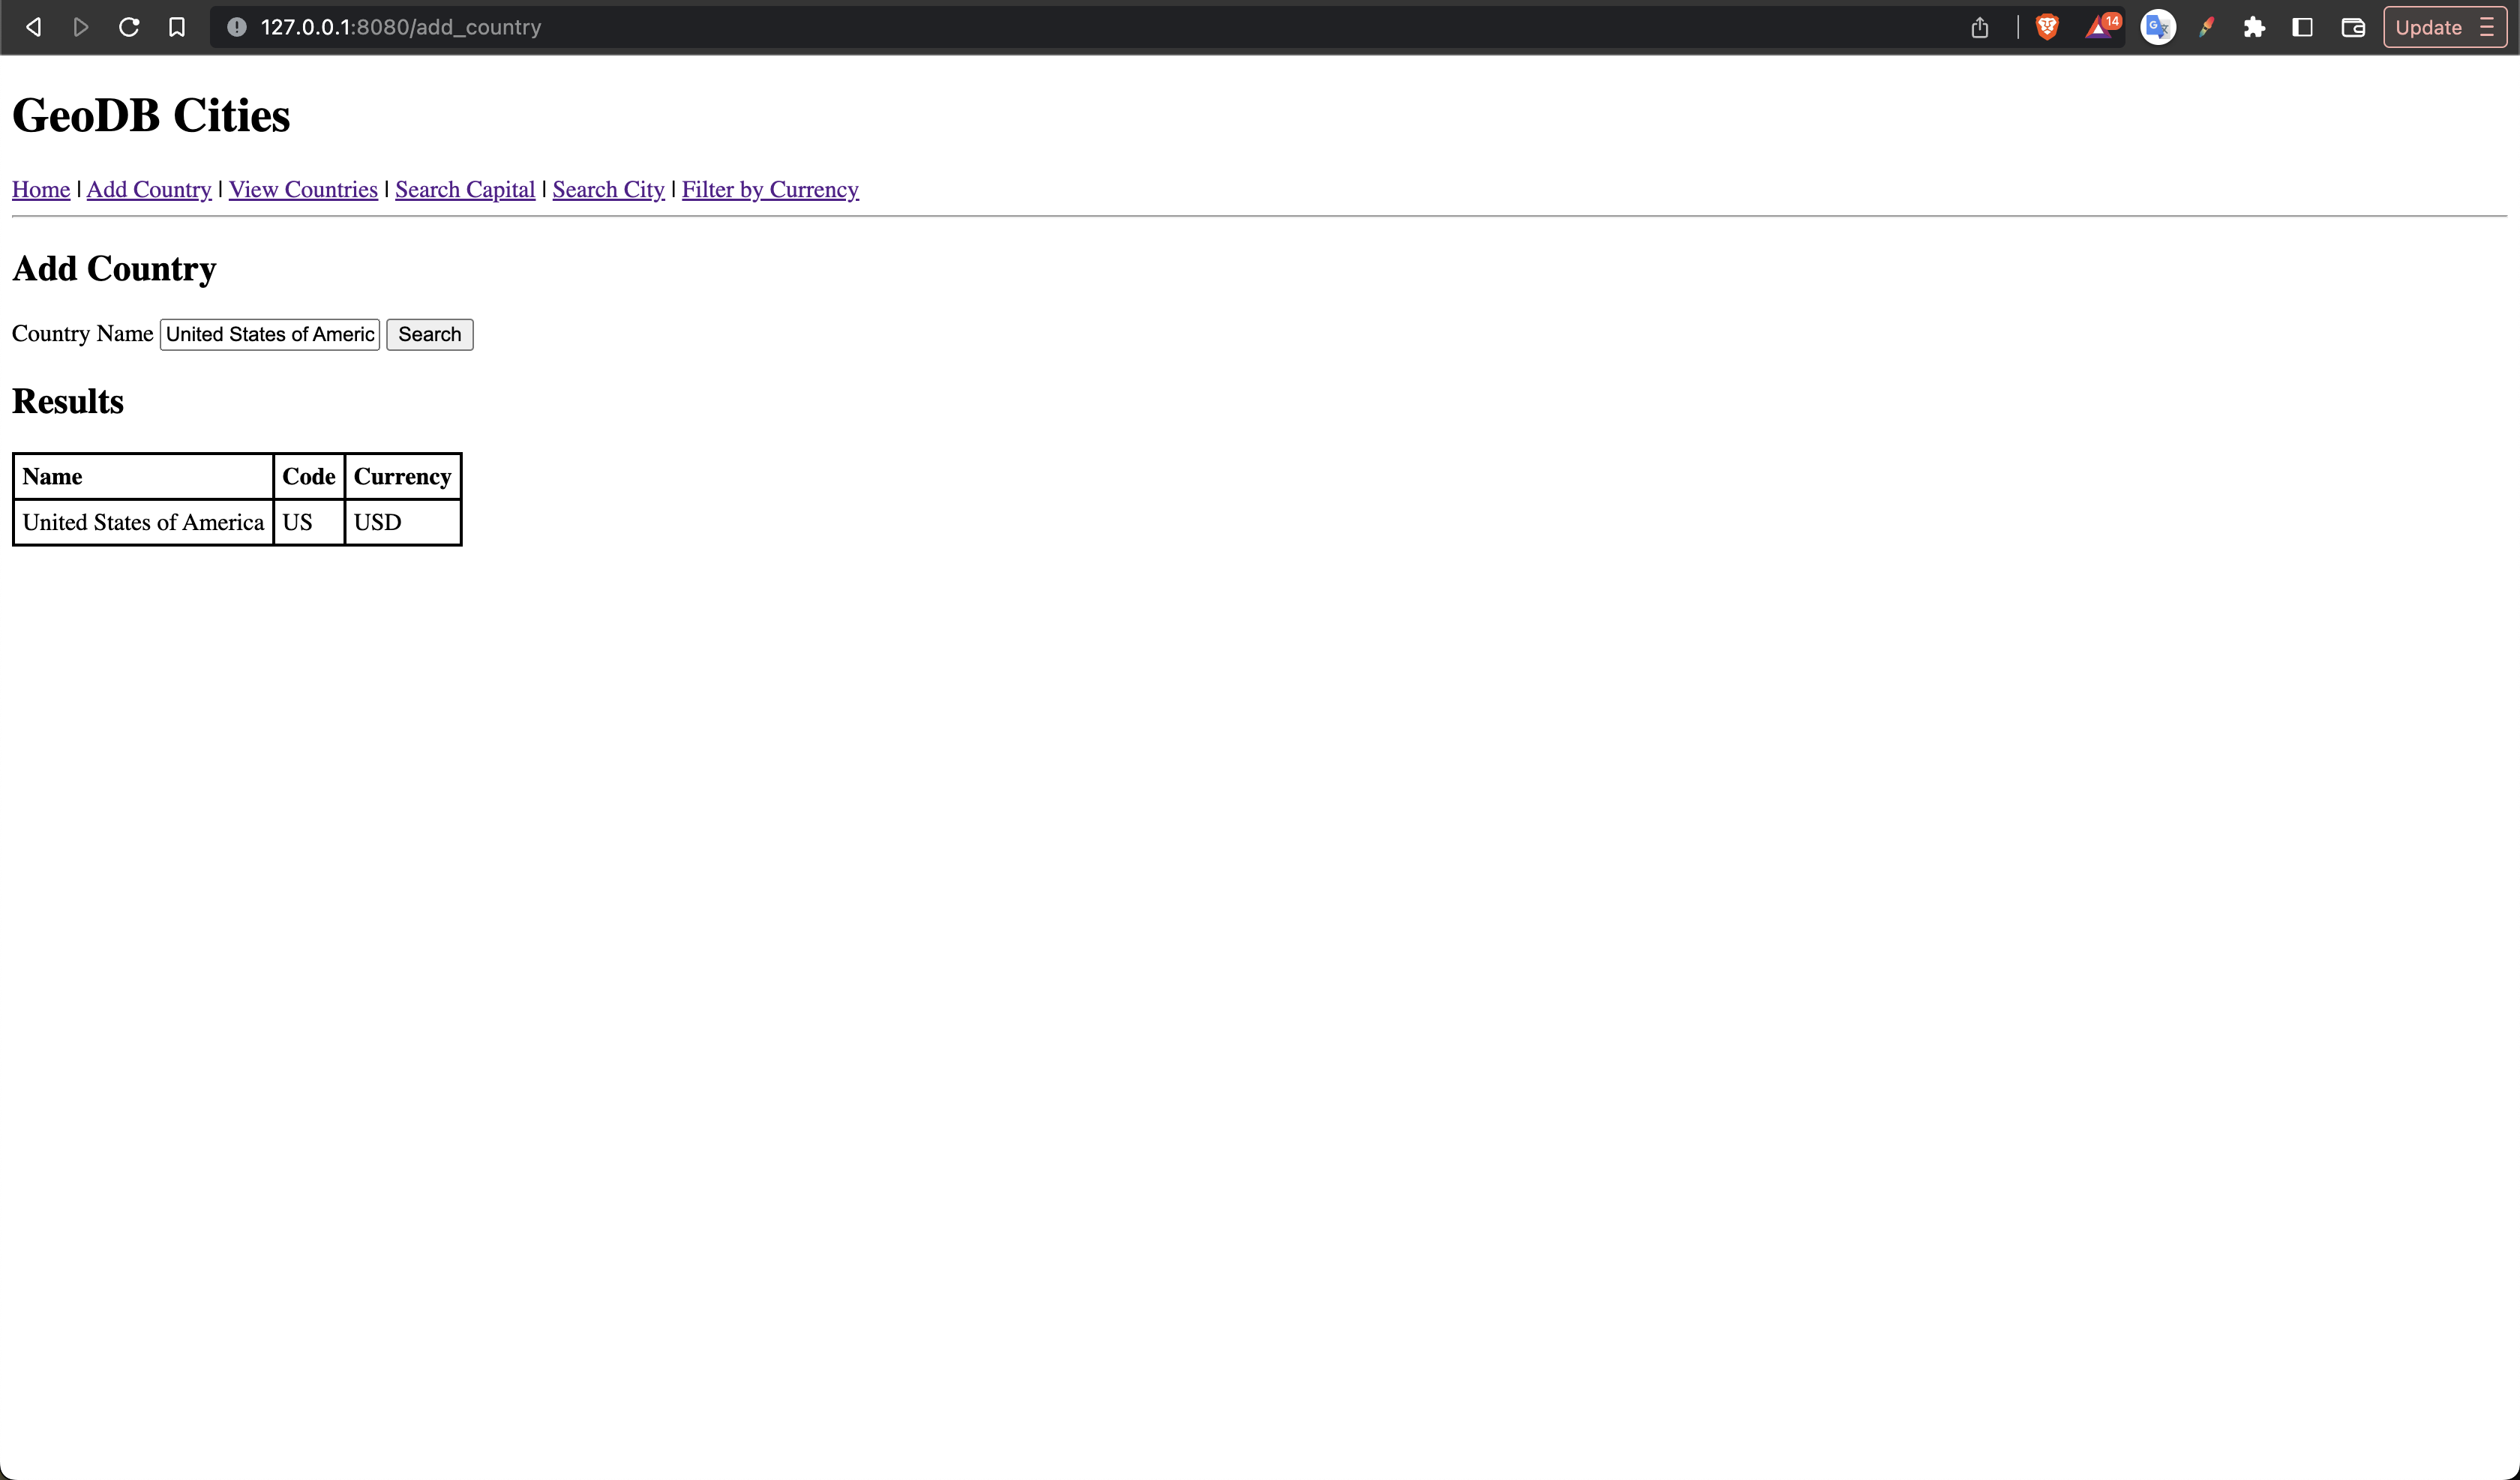 127.0.0.1:8080/add_country 14 Update
GeoDB Cities
Home | Add Country | View Countries | Search Capital | Search City | Filter by Currency
Add Country
Country Name United States of Americ Search
Results
Name Code Currency
United States of America US USD